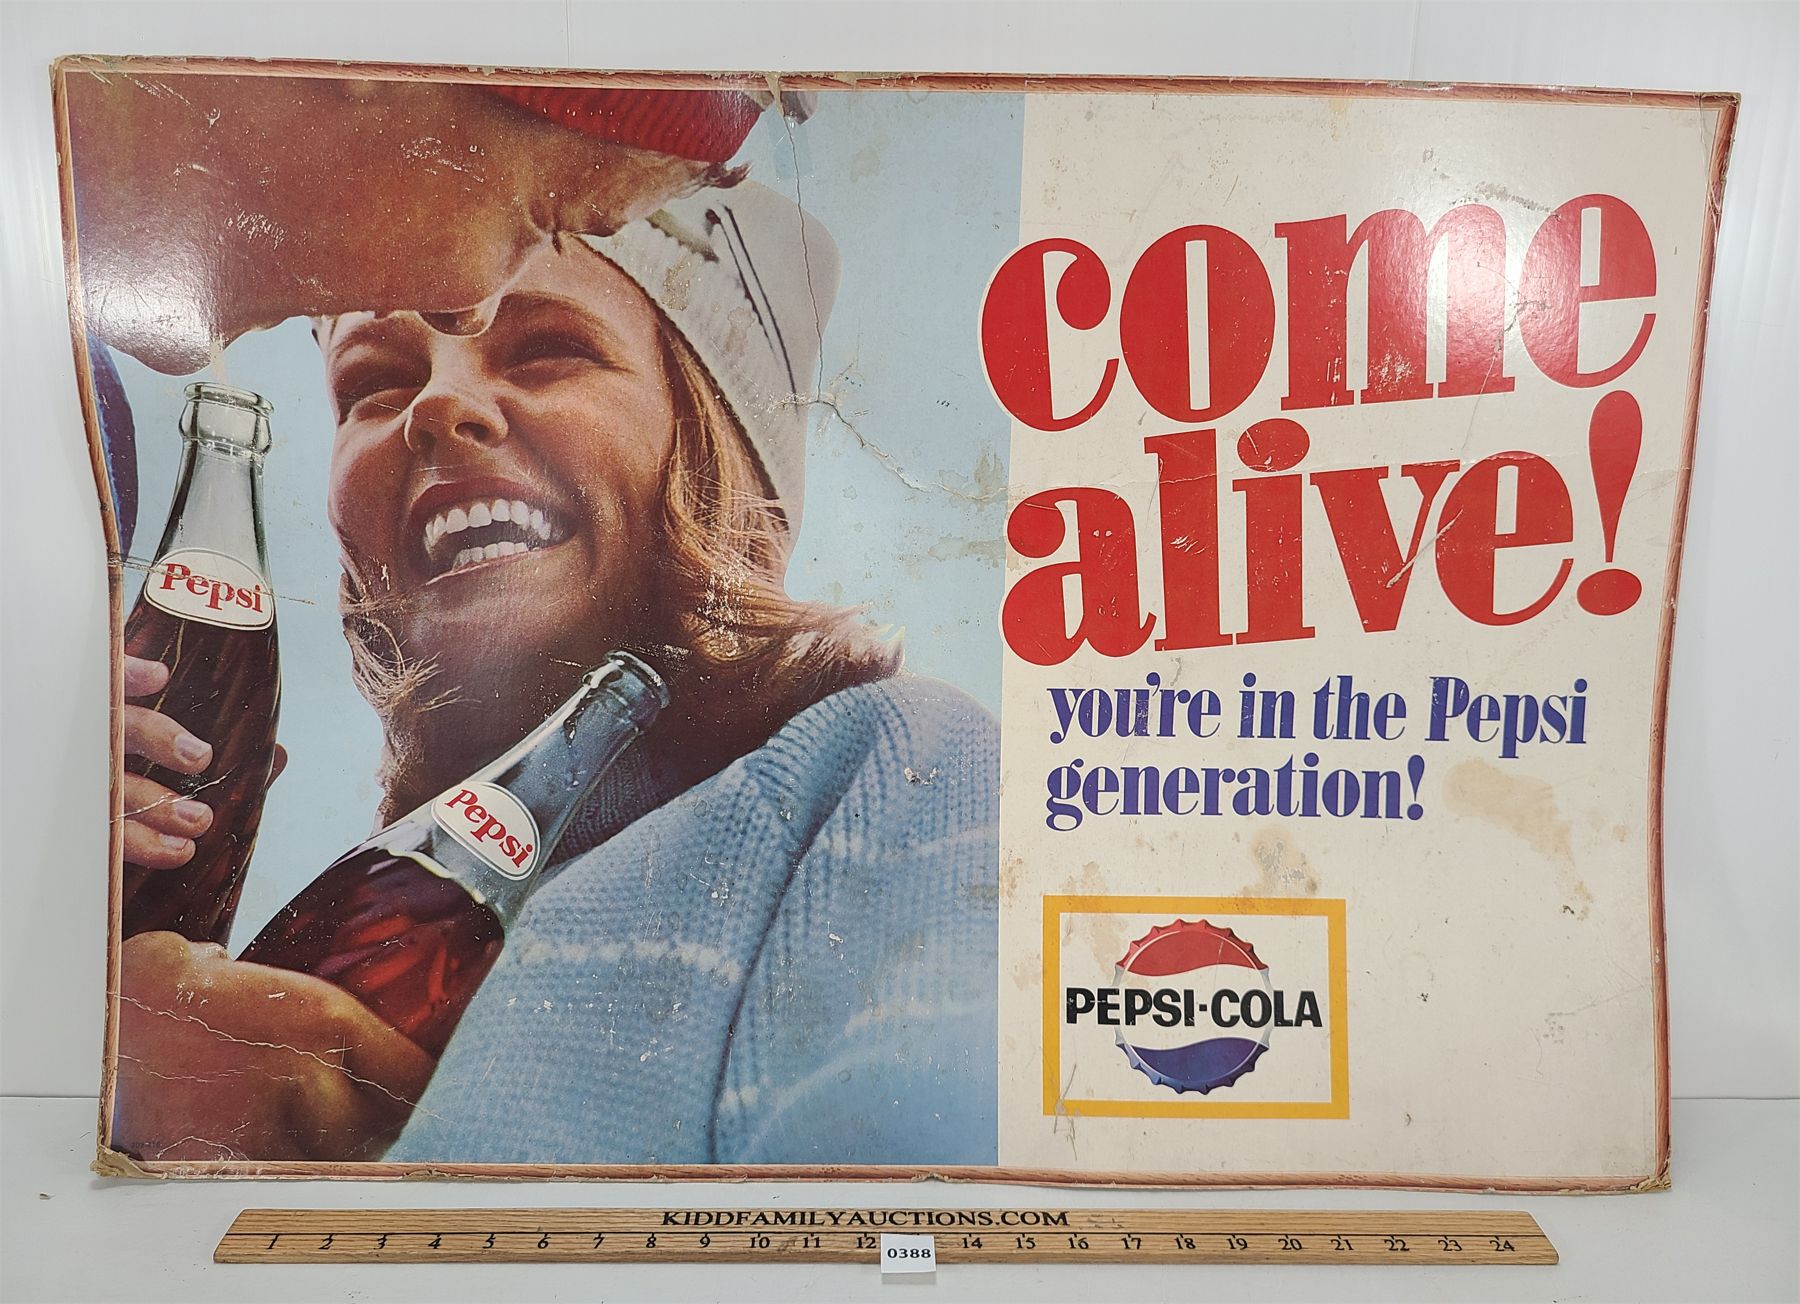 come
alive!
you're in the Pepsi
generation!
Pepsi
Pepsi
PEPSI-COLA
KIDDFAMILYAUCTIONS.COM
1 2 3 4 5 6 7 8 9 10 11 12 14 15 16 17 18 19 20 21 22 23 24
0388